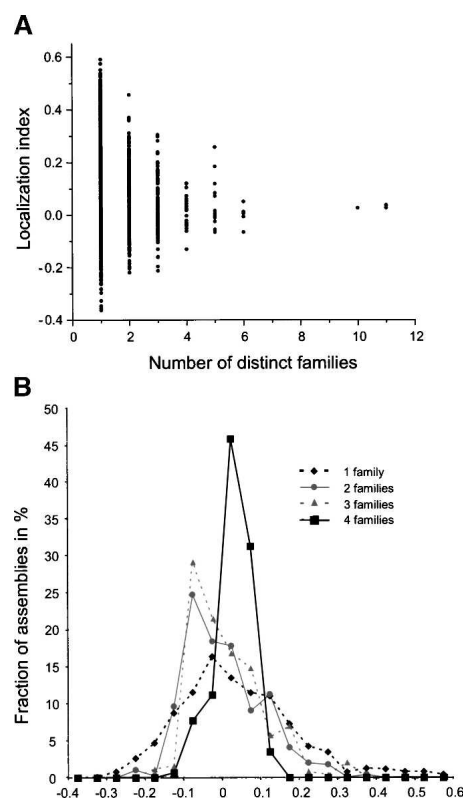 A
0.6
0.4
0.2
0.0
-0.2
-0.4
0 2 4 6 8 10 12
Localization index
Number of distinct families
B
50
45
40
35
30
25
20
15
10
5
0
-0.4 -0.3 -0.2 -0.1 0 0.1 0.2 0.3 0.4 0.5 0.6
Fraction of assemblies in %
1 family
2 families
3 families
4 families